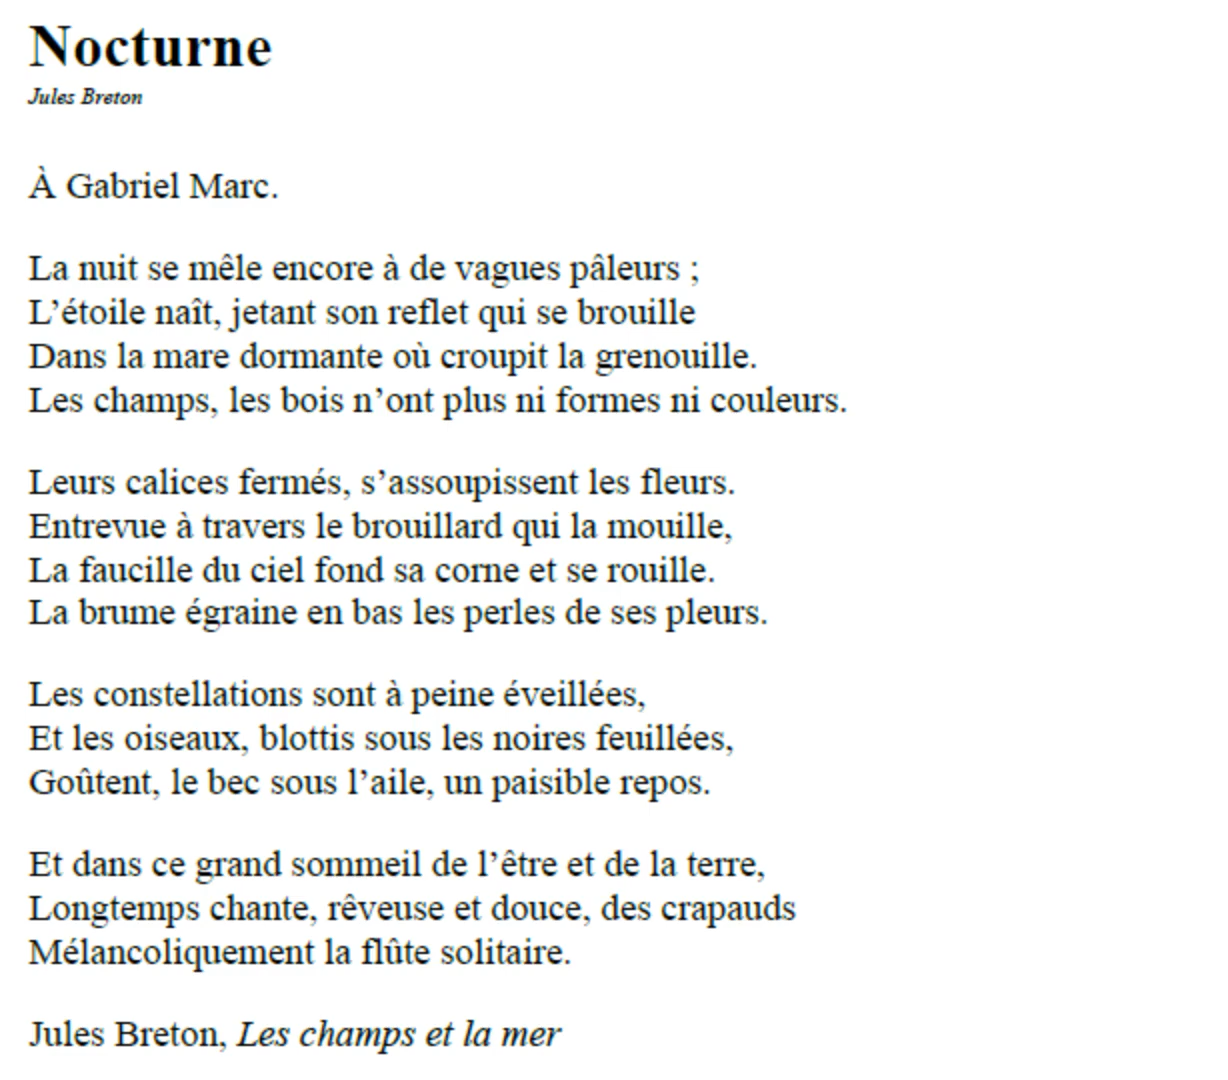 Nocturne
Jules Breton
À Gabriel Marc.
La nuit se mêle encore à de vagues pâleurs ;
L’étoile naît, jetant son reflet qui se brouille
Dans la mare dormante où croupit la grenouille.
Les champs, les bois n’ont plus ni formes ni couleurs.
Leurs calices fermés, s’assoupissent les fleurs.
Entrevue à travers le brouillard qui la mouille,
La faucille du ciel fond sa corne et se rouille.
La brume égraine en bas les perles de ses pleurs.
Les constellations sont à peine éveillées,
Et les oiseaux, blottis sous les noires feuillées,
Goûtent, le bec sous l’aile, un paisible repos.
Et dans ce grand sommeil de l’être et de la terre,
Longtemps chante, rêveuse et douce, des crapauds
Mélancoliquement la flûte solitaire.
Jules Breton, Les champs et la mer